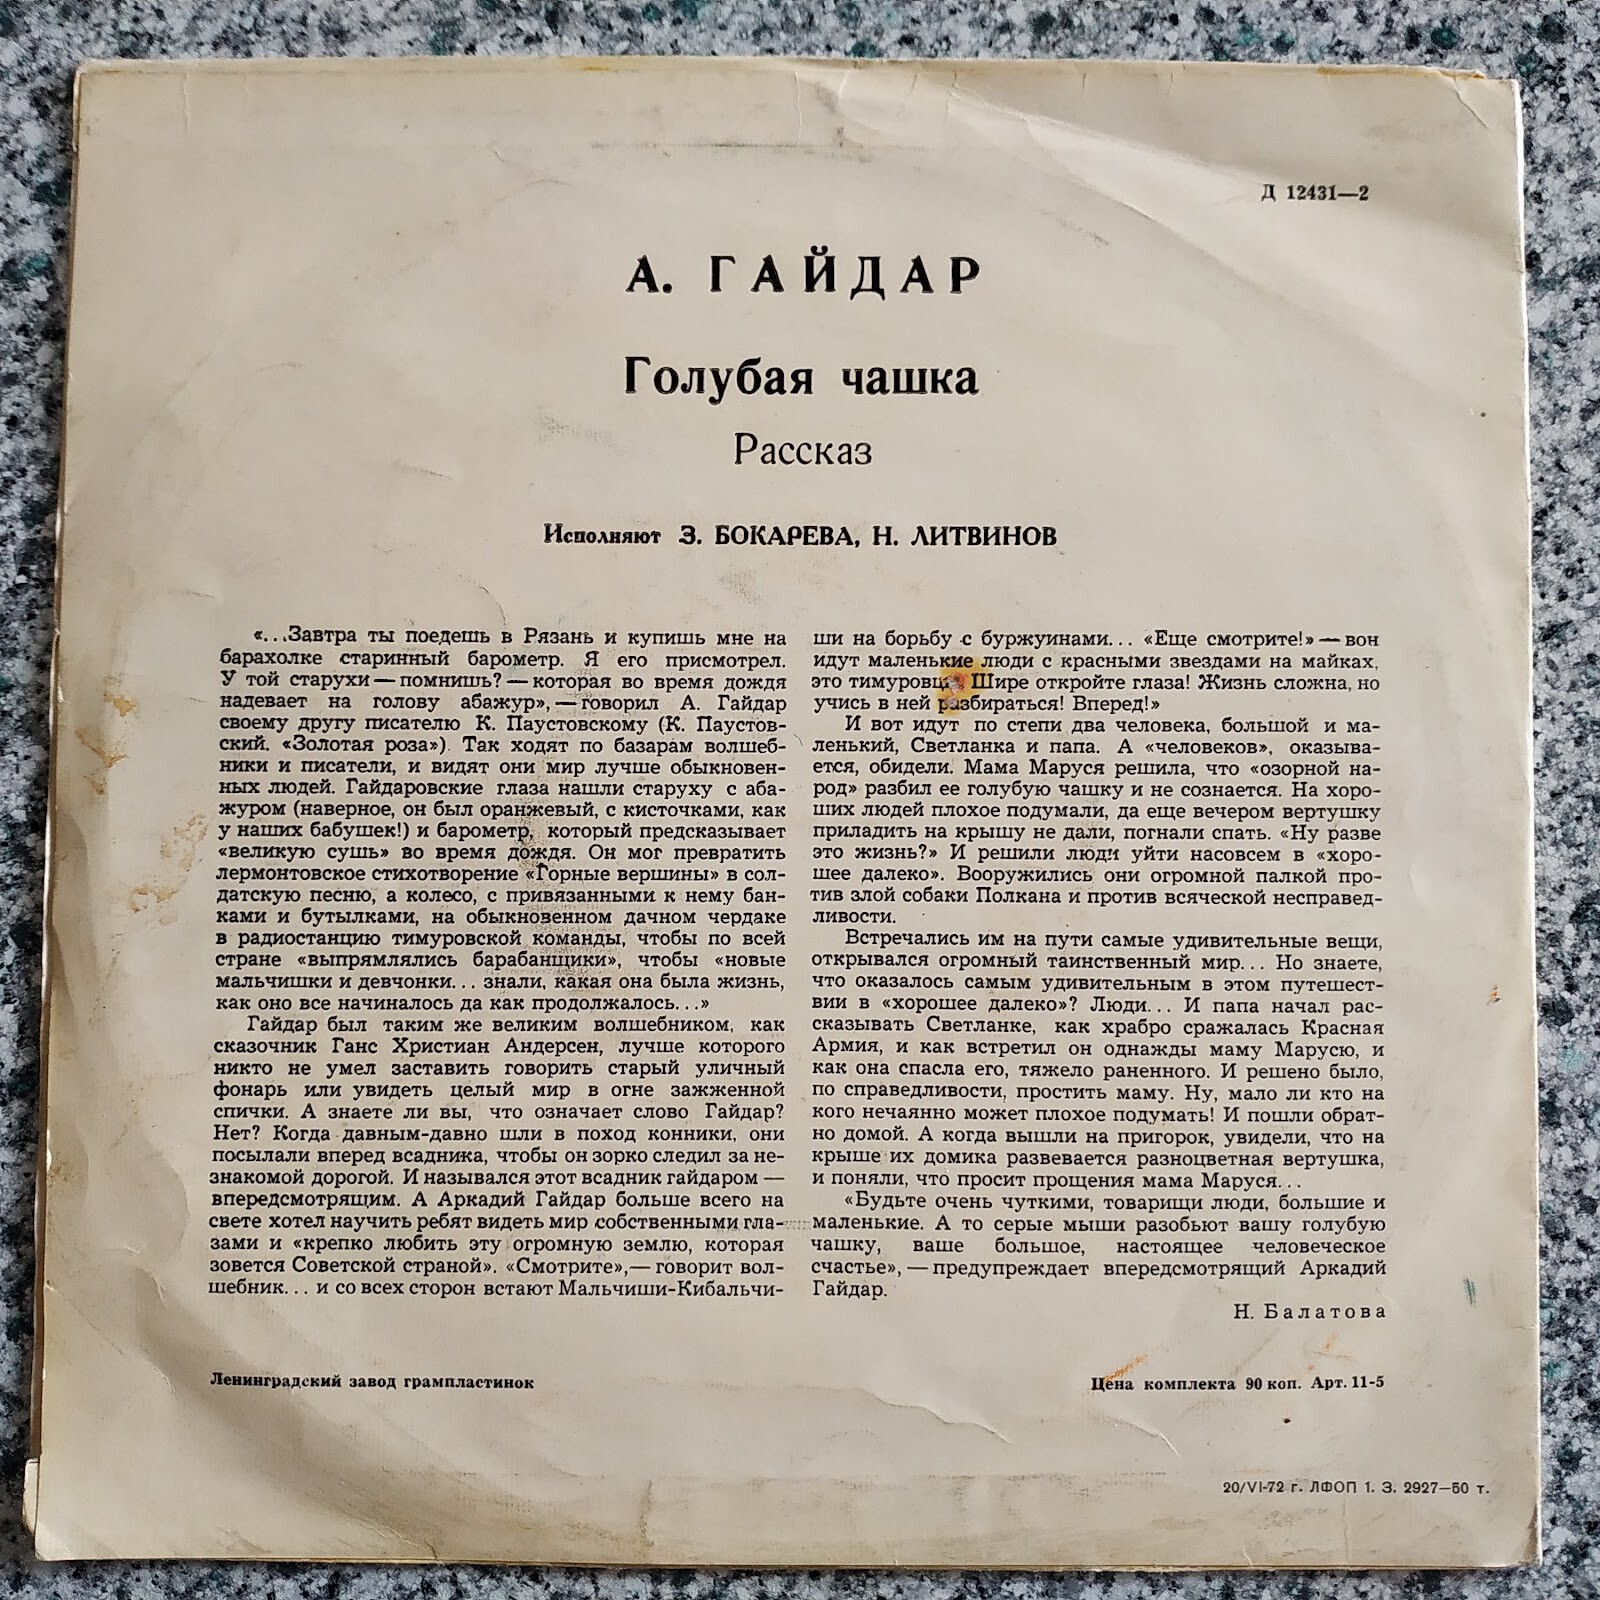 Д 12431—2
А. ГАЙДАР
Голубая чашка
Рассказ
Исполняют З. БОКАРЕВА, Н. ЛИТВИНОВ
«...Завтра ты поедешь в Рязань и купишь мне на
барахолке старинный барометр. Я его присмотрел.
У той старухи — помнишь? — которая во время дождя
надевает на голову абажур», — говорил А. Гайдар
своему другу писателю К. Паустовскому (К. Паустов-
ский. «Золотая роза»). Так ходят по базарам волшеб-
ники и писатели, и видят они мир лучше обыкновен-
ных людей. Гайдаровские глаза нашли старуху с аба-
журом (наверное, он был оранжевый, с кисточками, как
у наших бабушек!) и барометр, который предсказывает
«великую сушь» во время дождя. Он мог превратить
лермонтовское стихотворение «Горные вершины» в сол-
датскую песню, а колесо, с привязанными к нему бан-
ками и бутылками, на обыкновенном дачном чердаке
в радиостанцию тимуровской команды, чтобы по всей
стране «выпрямлялись барабанщики», чтобы «новые
мальчишки и девчонки... знали, какая она была жизнь,
как оно все начиналось да как продолжалось...»
Гайдар был таким же великим волшебником, как
сказочник Ганс Христиан Андерсен, лучше которого
никто не умел заставить говорить старый уличный
фонарь или увидеть целый мир в огне зажженной
спички. А знаете ли вы, что означает слово Гайдар?
Нет? Когда давным-давно шли в поход конники, они
посылали вперед всадника, чтобы он зорко следил за не-
знакомой дорогой. И назывался этот всадник гайдаром —
впередсмотрящим. А Аркадий Гайдар больше всего на
свете хотел научить ребят видеть мир собственными гла-
зами и «крепко любить эту огромную землю, которая
зовется Советской страной». «Смотрите», — говорит вол-
шебник... и со всех сторон встают Мальчиши-Кибальчи-
ши на борьбу с буржуинами... «Еще смотрите!» — вон
идут маленькие люди с красными звездами на майках,
это тимуровцы. Шире откройте глаза! Жизнь сложна, но
учись в ней разбираться! Вперед!»
И вот идут по степи два человека, большой и ма-
ленький, Светланка и папа. А «человеков», оказыва-
ется, обидели. Мама Маруся решила, что «озорной на-
род» разбил ее голубую чашку и не сознается. На хоро-
ших людей плохое подумали, да еще вечером вертушку
приладить на крышу не дали, погнали спать. «Ну разве
это жизнь?» И решили люди уйти насовсем в «хоро-
шее далеко». Вооружились они огромной палкой про-
тив злой собаки Полкана и против всяческой несправед-
ливости.
Встречались им на пути самые удивительные вещи,
открывался огромный таинственный мир... Но знаете,
что оказалось самым удивительным в этом путешест-
вии в «хорошее далеко»? Люди... И папа начал рас-
сказывать Светланке, как храбро сражалась Красная
Армия, и как встретил он однажды маму Марусю, и
как она спасла его, тяжело раненного. И решено было,
по справедливости, простить маму. Ну, мало ли кто на
кого нечаянно может плохое подумать! И пошли обрат-
но домой. А когда вышли на пригорок, увидели, что на
крыше их домика развевается разноцветная вертушка,
и поняли, что просит прощения мама Маруся...
«Будьте очень чуткими, товарищи люди, большие и
маленькие. А то серые мыши разобьют вашу голубую
чашку, ваше большое, настоящее человеческое
счастье», — предупреждает впередсмотрящий Аркадий
Гайдар.
Н. Балатова
Ленинградский завод грампластинок
Цена комплекта 90 коп. Арт. 11-5
20/VI-72 г. ЛФОП 1. З. 2927—50 т.